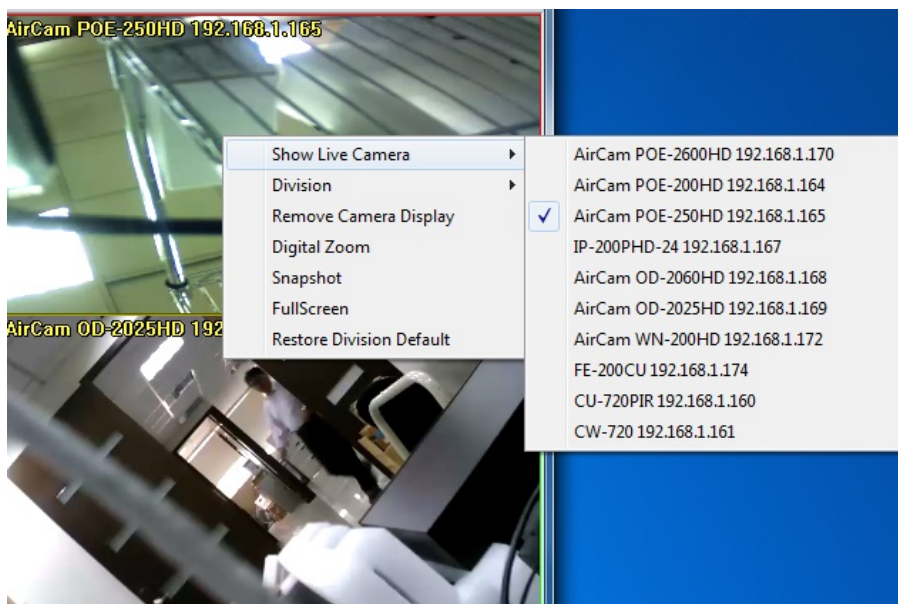 AirCam POE-250HD 192.168.1.165
Show Live Camera
Division
Remove Camera Display
Digital Zoom
Snapshot
FullScreen
Restore Division Default
AirCam POE-2600HD 192.168.1.170
AirCam POE-200HD 192.168.1.164
AirCam POE-250HD 192.168.1.165
IP-200PHD-24 192.168.1.167
AirCam OD-2060HD 192.168.1.168
AirCam OD-2025HD 192.168.1.169
AirCam WN-200HD 192.168.1.172
FE-200CU 192.168.1.174
CU-720PIR 192.168.1.160
CW-720 192.168.1.161
AirCam OD-2025HD 192